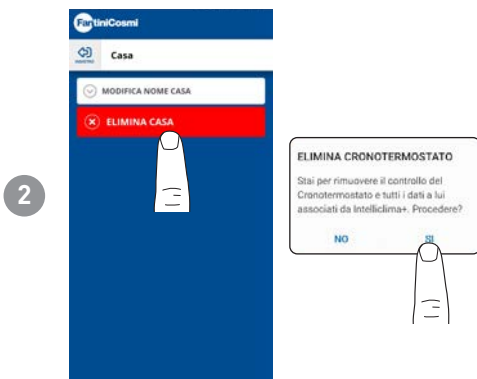 FantiniCosmi
INDIETRO
Casa
MODIFICA NOME CASA
ELIMINA CASA
2
ELIMINA CRONOTERMOSTATO
Stai per rimuovere il controllo del
Cronotermostato e tutti i dati a lui
associati da Intelliclima+. Procedere?
NO
SI